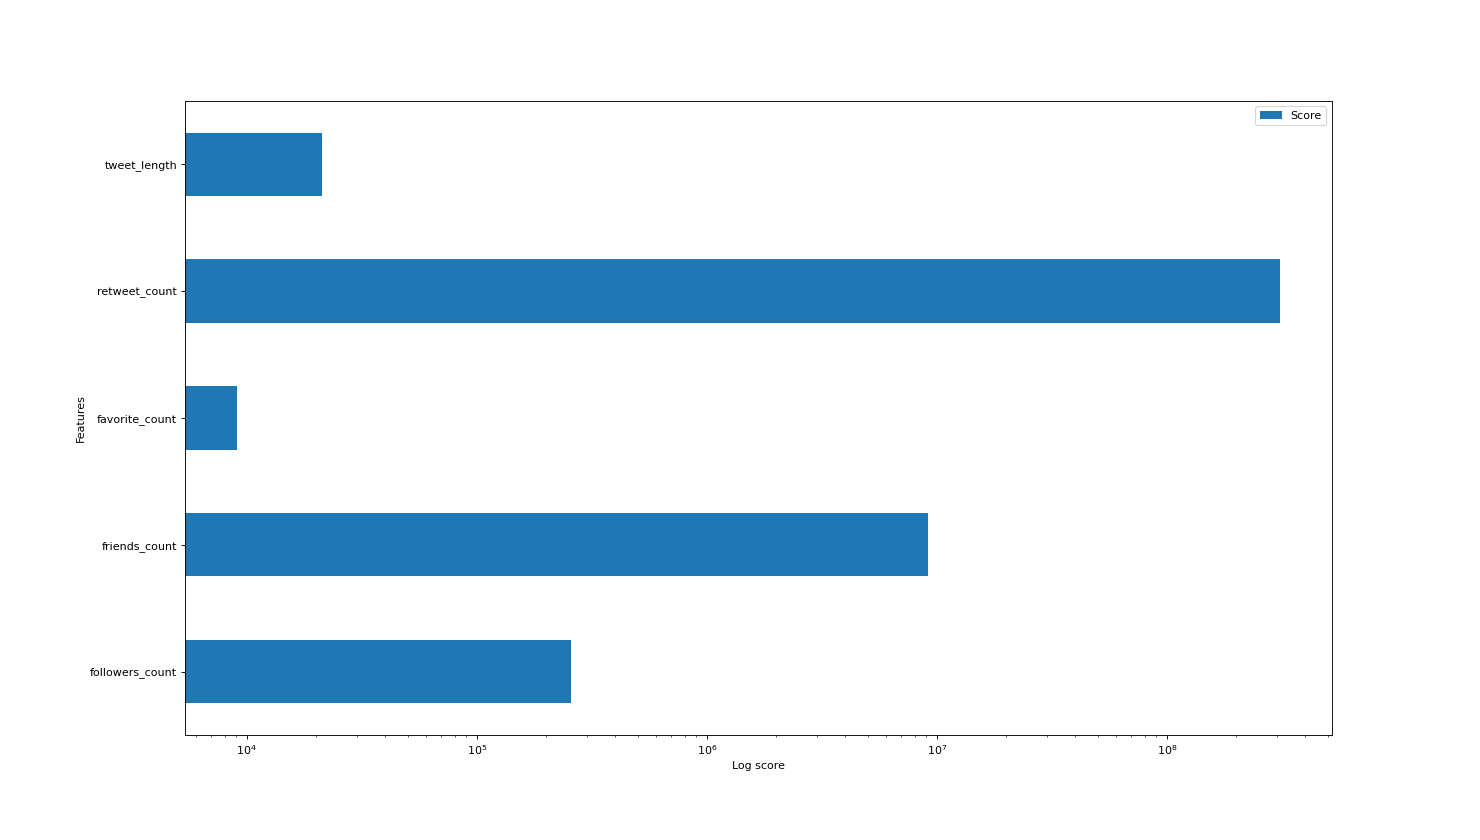 Score
tweet_length
retweet_count
favorite_count
friends_count
followers_count
Features
10⁴ 10⁵ 10⁶ 10⁷ 10⁸
Log score